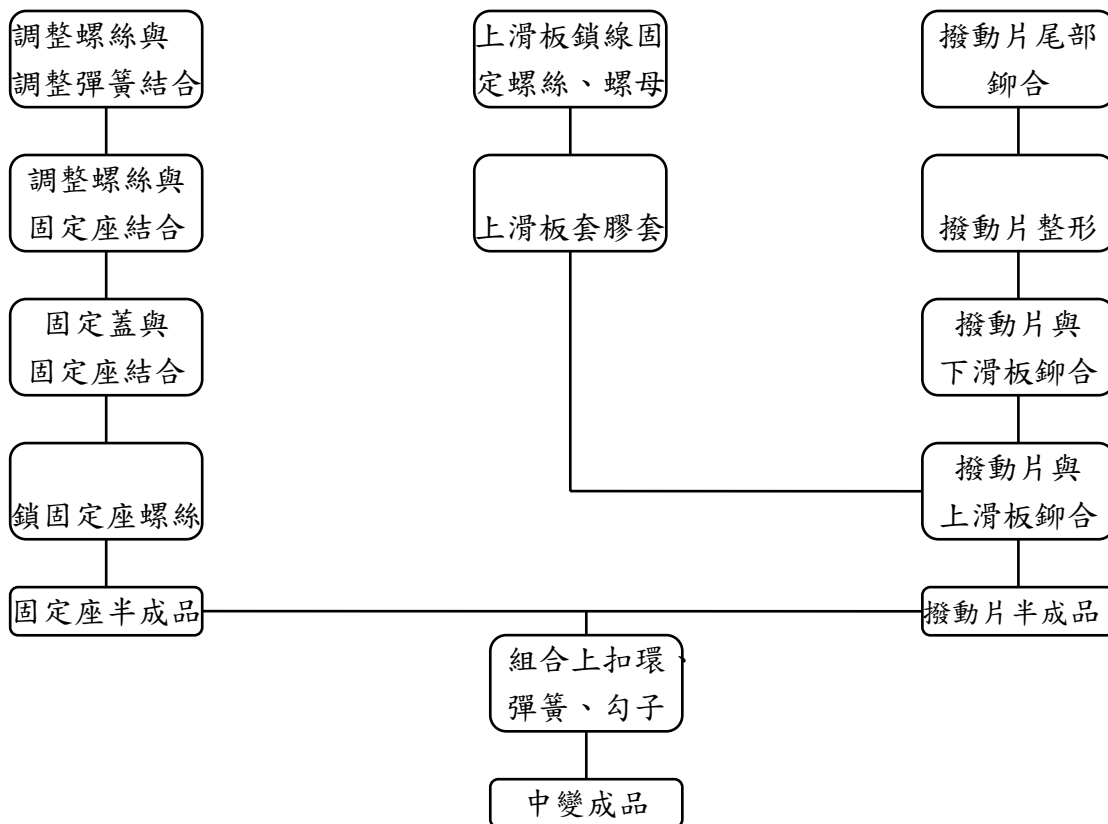 調整螺絲與
調整彈簧結合
上滑板鎖線固
定螺絲、螺母
撥動片尾部
鉚合
調整螺絲與
固定座結合
上滑板套膠套
撥動片整形
固定蓋與
固定座結合
撥動片與
下滑板鉚合
鎖固定座螺絲
撥動片與
上滑板鉚合
固定座半成品
撥動片半成品
組合上扣環、
彈簧、勾子
中變成品